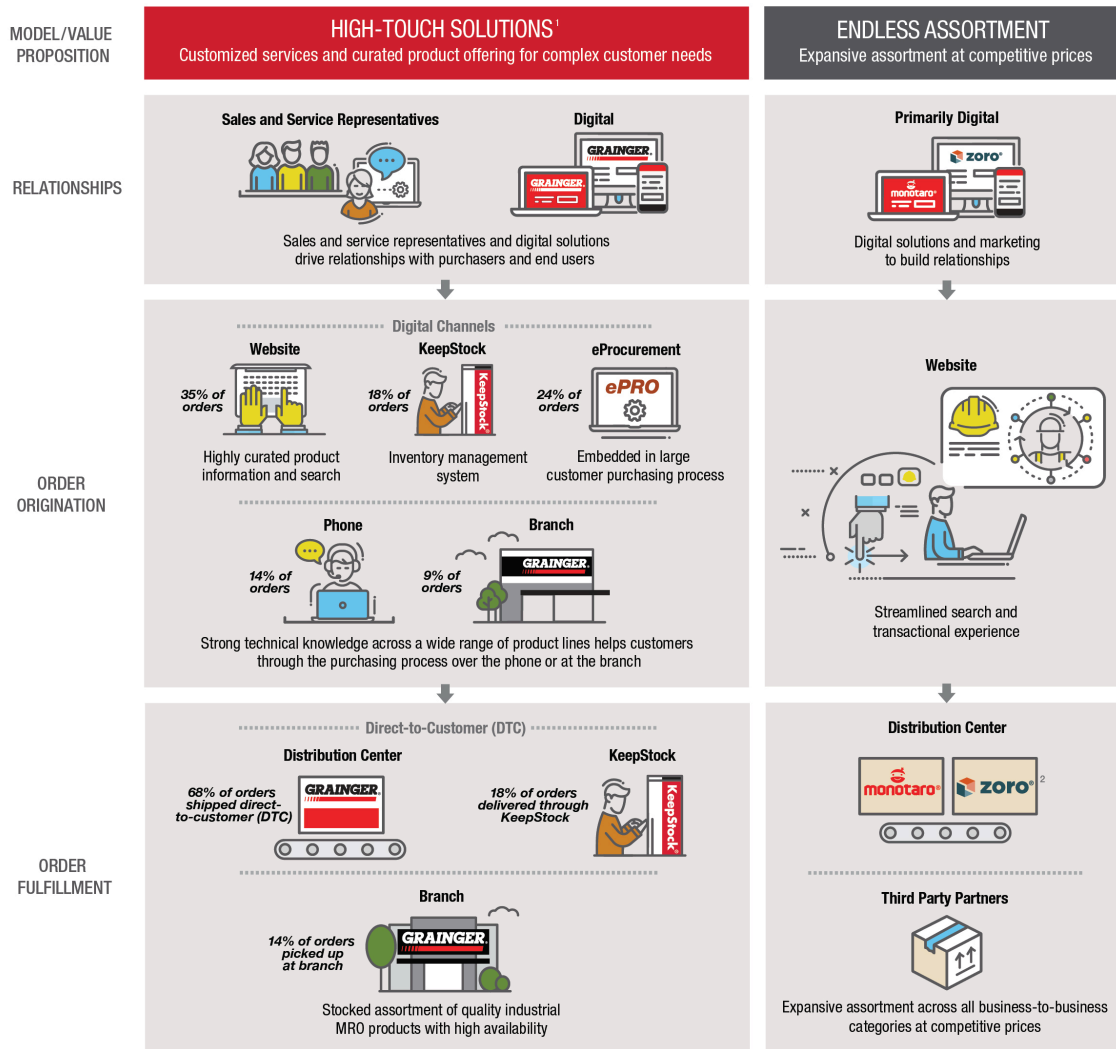 MODEL/VALUE
PROPOSITION
HIGH-TOUCH SOLUTIONS¹
Customized services and curated product offering for complex customer needs
ENDLESS ASSORTMENT
Expansive assortment at competitive prices
RELATIONSHIPS
Sales and Service Representatives
Digital
GRAINGER®
GRAINGER®
Sales and service representatives and digital solutions
drive relationships with purchasers and end users
Primarily Digital
zoro®
monotaro®
Digital solutions and marketing
to build relationships
ORDER
ORIGINATION
Digital Channels
Website
35% of
orders
Highly curated product
information and search
KeepStock
18% of
orders
KeepStock®
Inventory management
system
eProcurement
24% of
orders
ePRO
Embedded in large
customer purchasing process
Phone
14% of
orders
Branch
9% of
orders
GRAINGER®
Strong technical knowledge across a wide range of product lines helps customers
through the purchasing process over the phone or at the branch
Website
Streamlined search and
transactional experience
ORDER
FULFILLMENT
Direct-to-Customer (DTC)
Distribution Center
68% of orders
shipped direct-
to-customer (DTC)
GRAINGER®
KeepStock
18% of orders
delivered through
KeepStock
KeepStock®
Branch
14% of orders
picked up
at branch
GRAINGER®
Stocked assortment of quality industrial
MRO products with high availability
Distribution Center
monotaro®
zoro® 2
Third Party Partners
Expansive assortment across all business-to-business
categories at competitive prices